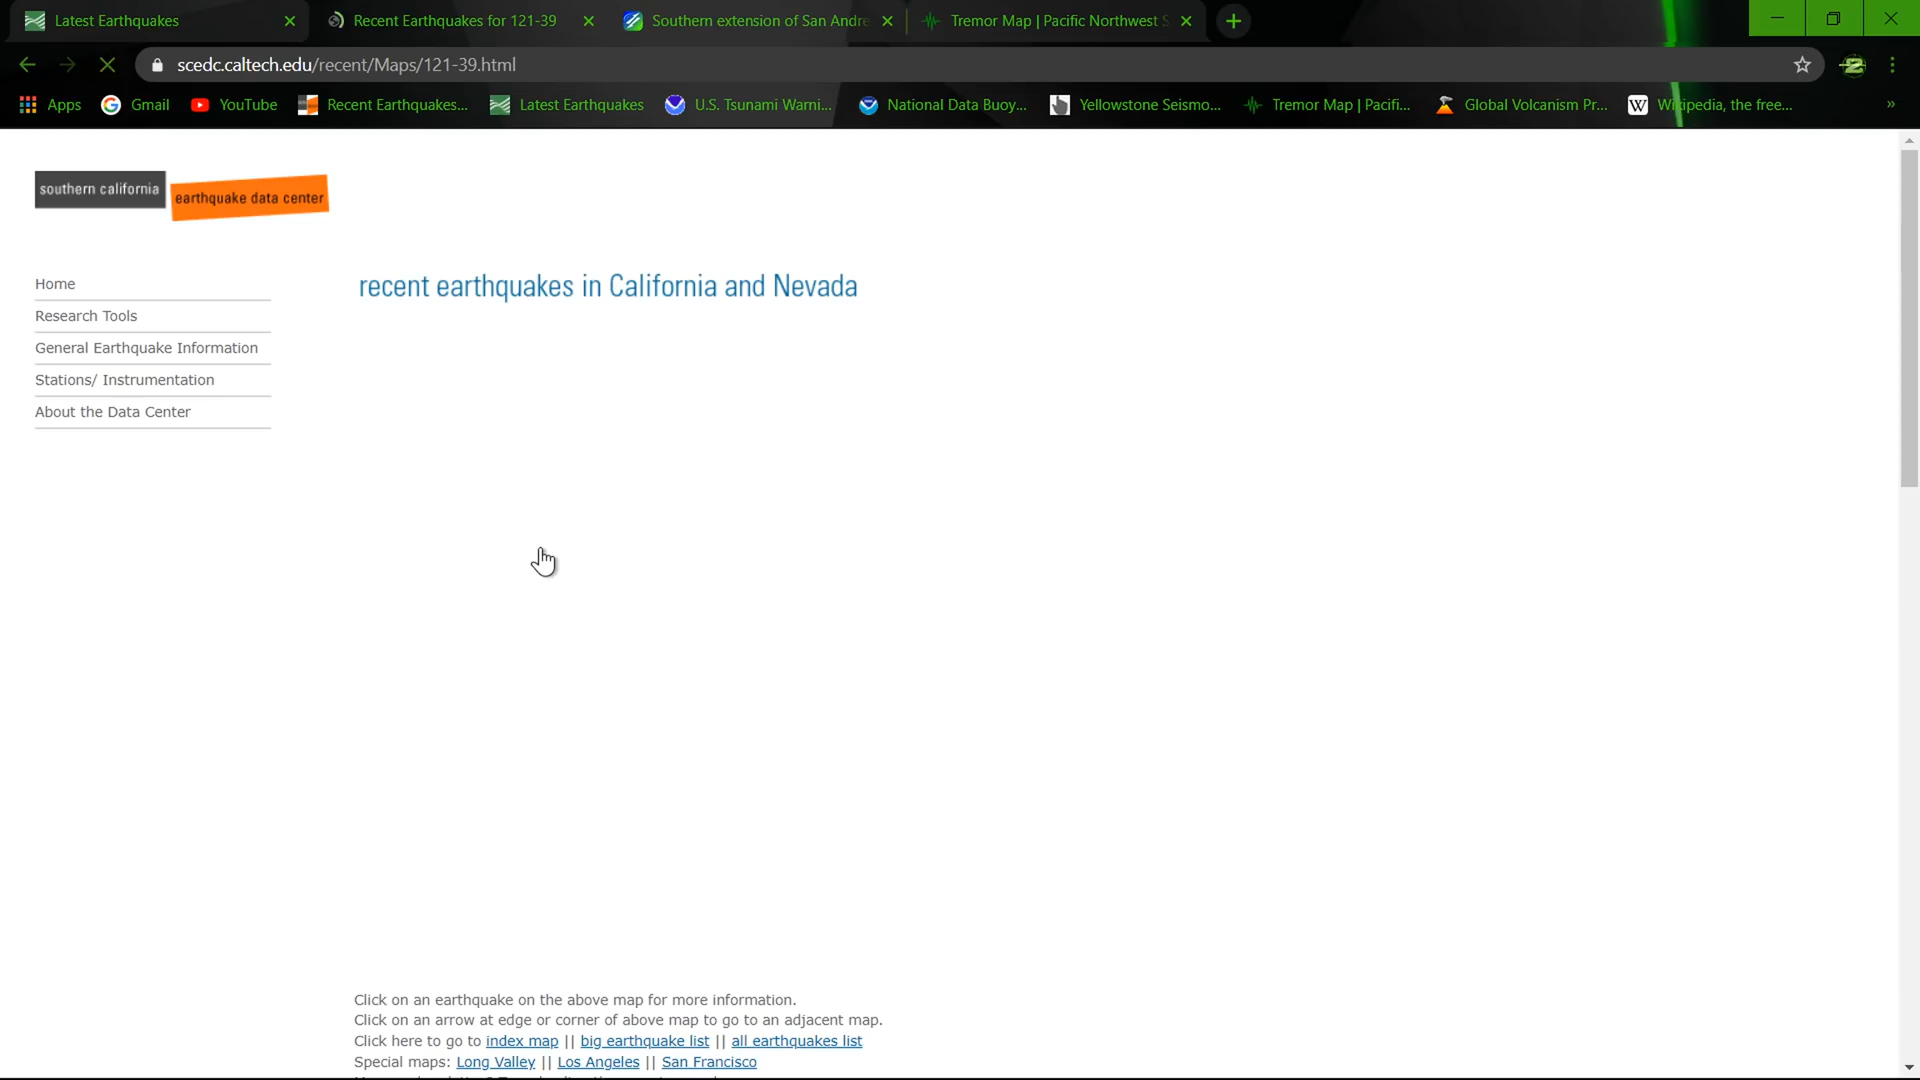 Latest Earthquakes
Recent Earthquakes for 121-39
Southern extension of San Andre
Tremor Map | Pacific Northwest S
scedc.caltech.edu/recent/Maps/121-39.html
Apps
Gmail
YouTube
Recent Earthquakes...
Latest Earthquakes
U.S. Tsunami Warni...
National Data Buoy...
Yellowstone Seismo...
Tremor Map | Pacifi...
Global Volcanism Pr...
W
Wikipedia, the free...
»
southern california
earthquake data center
Home
Research Tools
General Earthquake Information
Stations/ Instrumentation
About the Data Center
recent earthquakes in California and Nevada
Click on an earthquake on the above map for more information.
Click on an arrow at edge or corner of above map to go to an adjacent map.
Click here to go to index map || big earthquake list || all earthquakes list
Special maps: Long Valley || Los Angeles || San Francisco